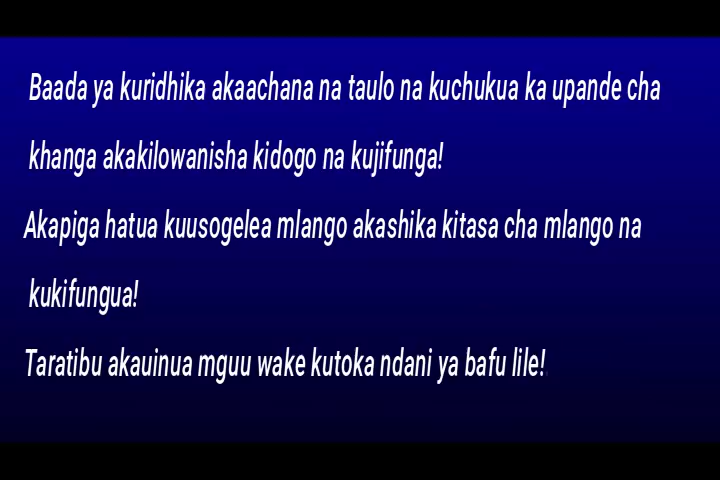 Baada ya kuridhika akaachana na taulo na kuchukua ka upande cha
khanga akakilowanisha kidogo na kujifunga!
Akapiga hatua kuusogelea mlango akashika kitasa cha mlango na
kukifungua!
Taratibu akauinua mguu wake kutoka ndani ya bafu lile!